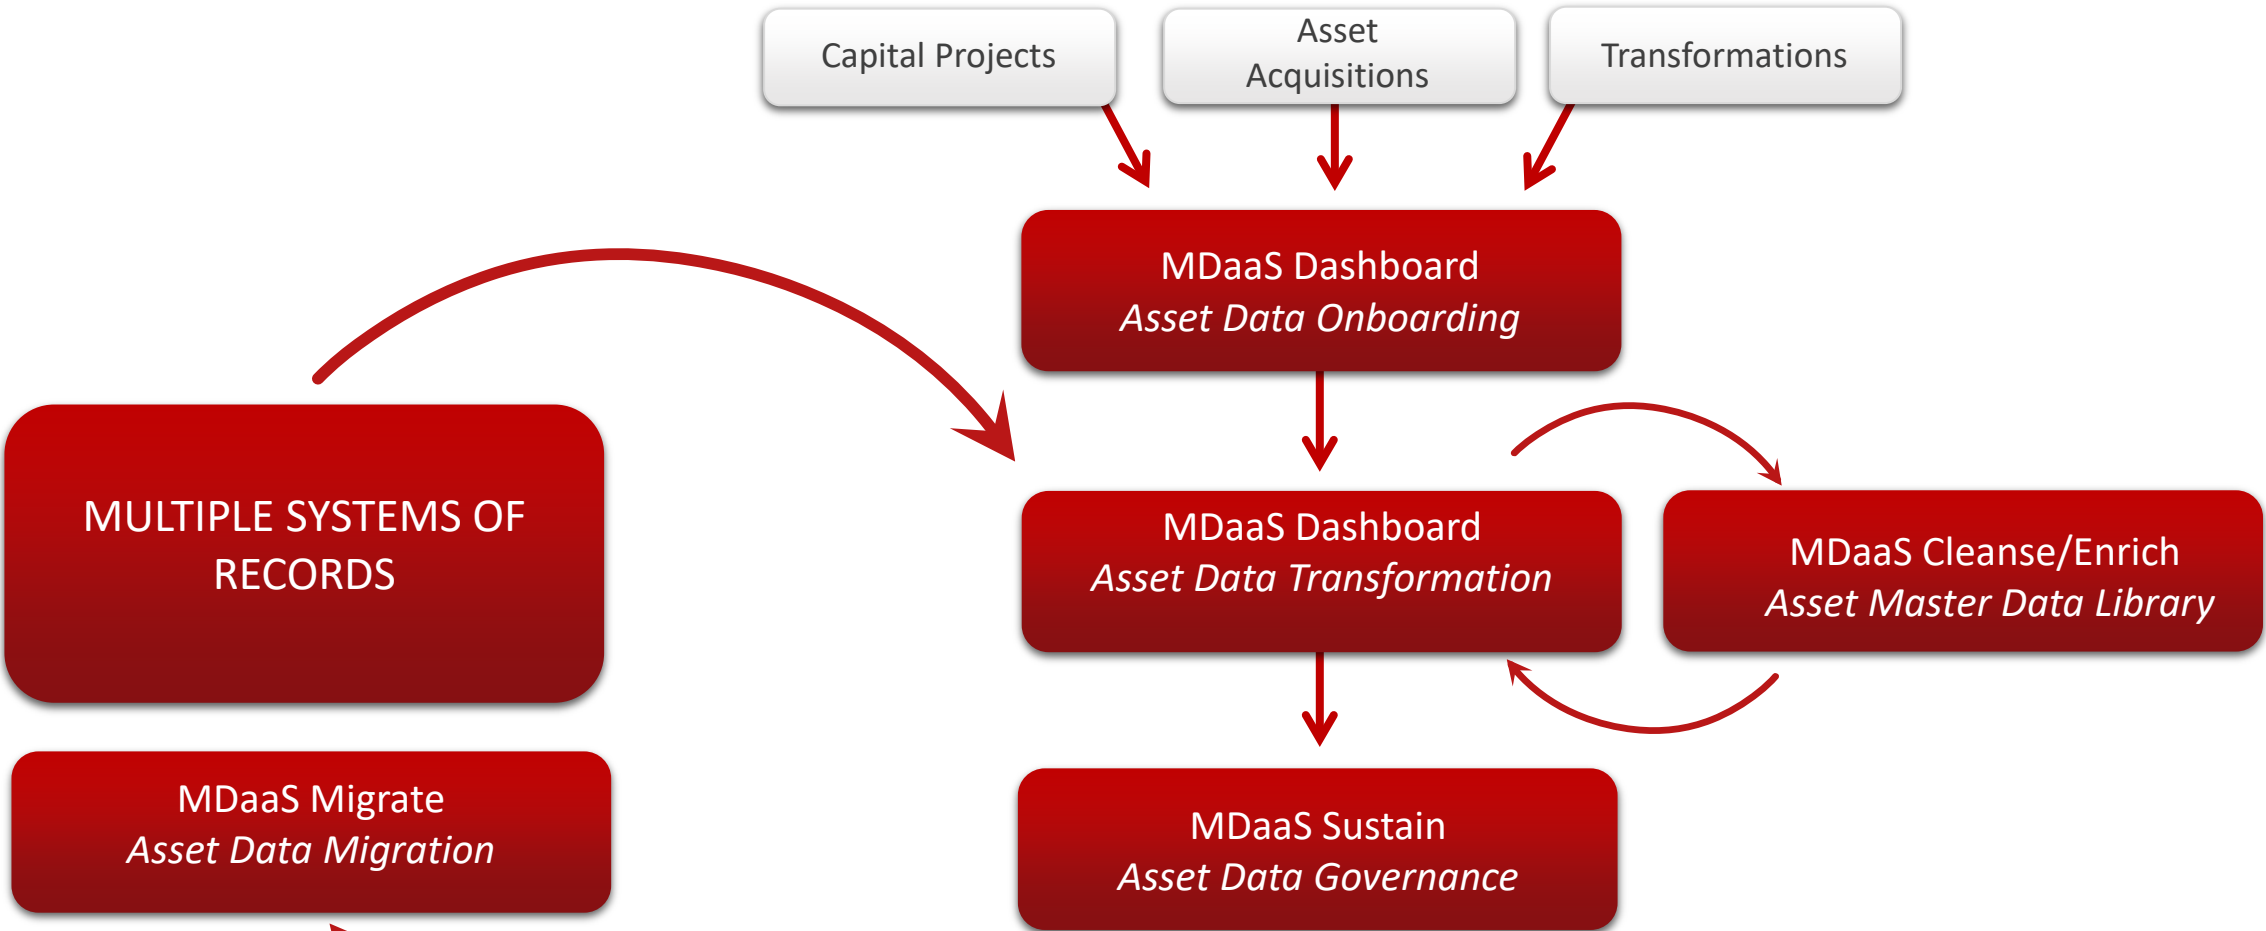 Capital Projects
Asset
Acquisitions
Transformations
MDaaS Dashboard
Asset Data Onboarding
MULTIPLE SYSTEMS OF
RECORDS
MDaaS Dashboard
Asset Data Transformation
MDaaS Cleanse/Enrich
Asset Master Data Library
MDaaS Migrate
Asset Data Migration
MDaaS Sustain
Asset Data Governance